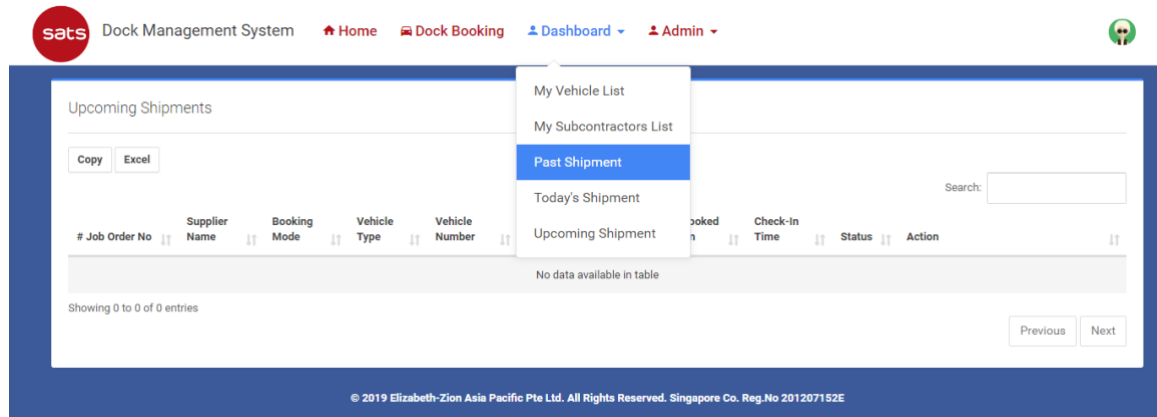 sats
Dock Management System Home Dock Booking Dashboard Admin
My Vehicle List
My Subcontractors List
Past Shipment
Today's Shipment
Upcoming Shipment
Upcoming Shipments
Copy Excel
Search:
# Job Order No Supplier Name Booking Mode Vehicle Type Vehicle Number Check-In Time Status Action
No data available in table
Showing 0 to 0 of 0 entries
Previous Next
© 2019 Elizabeth-Zion Asia Pacific Pte Ltd. All Rights Reserved. Singapore Co. Reg.No 201207152E